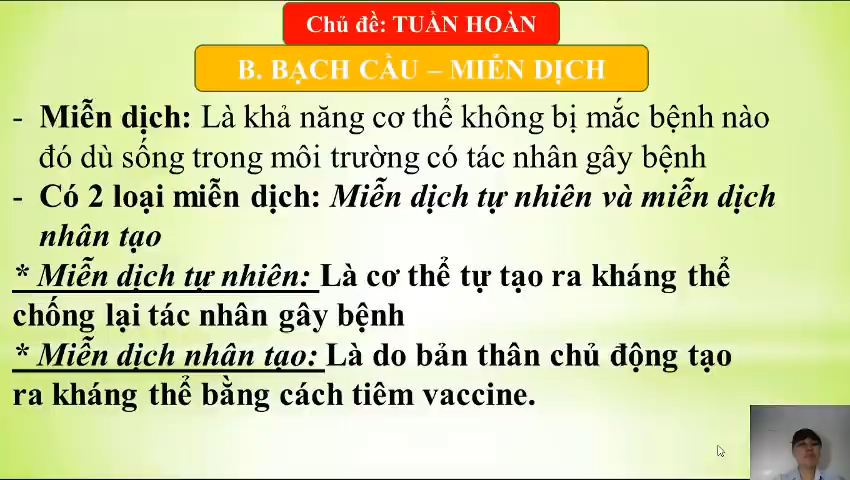 Chủ đề: TUẦN HOÀN
B. BẠCH CẦU – MIỄN DỊCH
- Miễn dịch: Là khả năng cơ thể không bị mắc bệnh nào
đó dù sống trong môi trường có tác nhân gây bệnh
- Có 2 loại miễn dịch: Miễn dịch tự nhiên và miễn dịch
nhân tạo
* Miễn dịch tự nhiên: Là cơ thể tự tạo ra kháng thể
chống lại tác nhân gây bệnh
* Miễn dịch nhân tạo: Là do bản thân chủ động tạo
ra kháng thể bằng cách tiêm vaccine.